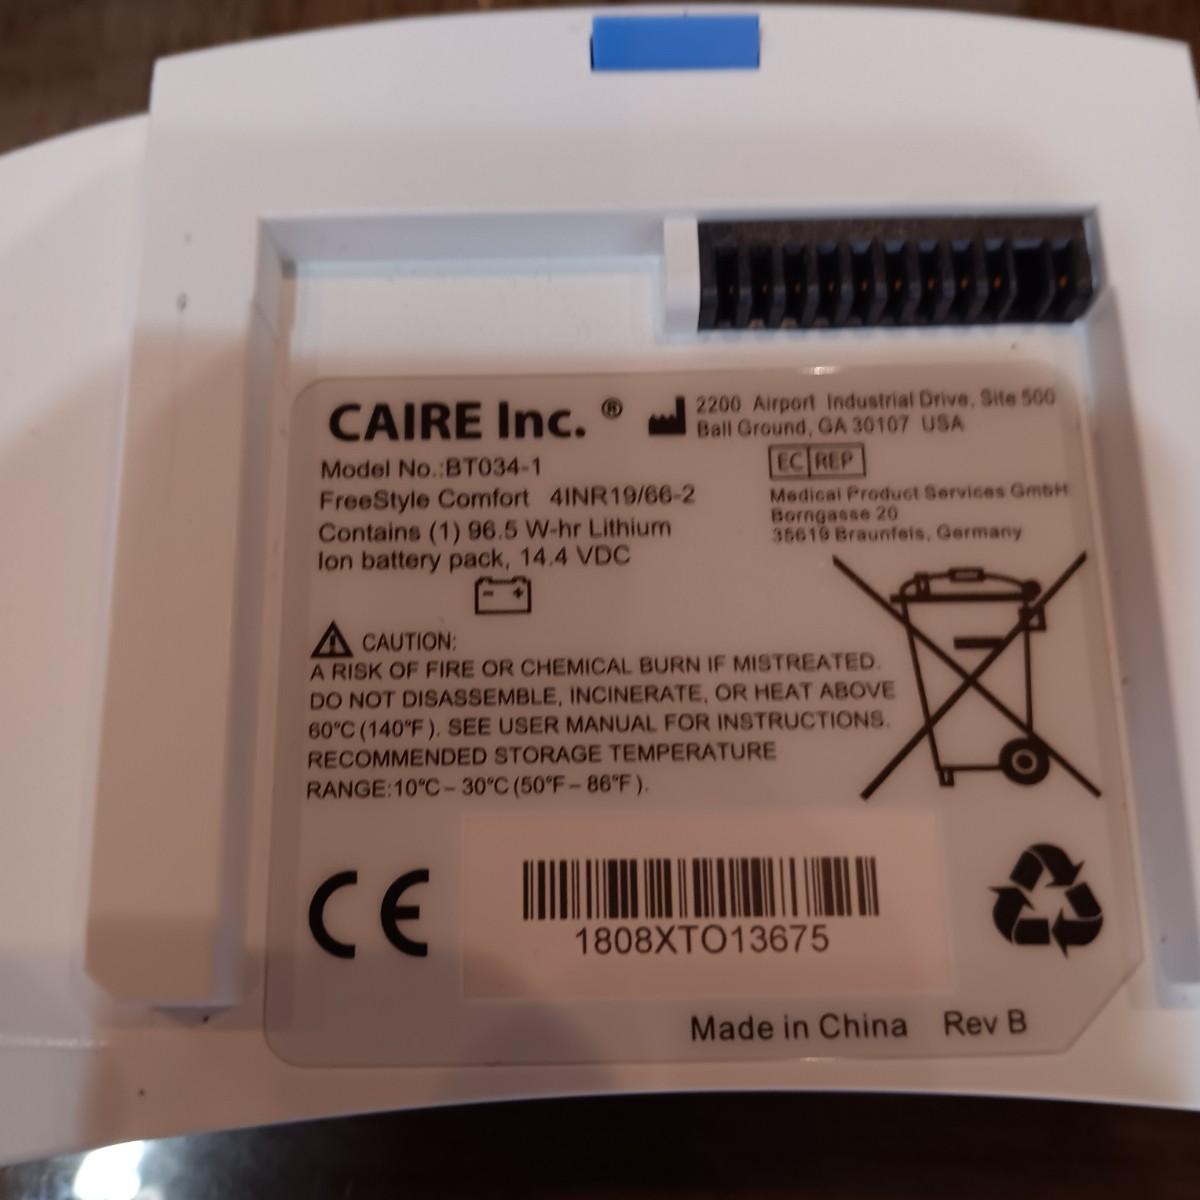 CAIRE Inc. ®
2200 Airport Industrial Drive, Site 500
Ball Ground, GA 30107 USA
Model No.:BT034-1
FreeStyle Comfort 4INR19/66-2
Contains (1) 96.5 W-hr Lithium
Ion battery pack, 14.4 VDC
EC REP
Medical Product Services GmbH
Borngasse 20
35619 Braunfels, Germany
CAUTION:
A RISK OF FIRE OR CHEMICAL BURN IF MISTREATED.
DO NOT DISASSEMBLE, INCINERATE, OR HEAT ABOVE
60°C (140°F ). SEE USER MANUAL FOR INSTRUCTIONS.
RECOMMENDED STORAGE TEMPERATURE
RANGE:10°C – 30°C (50°F – 86°F ).
CE
1808XTO13675
Made in China Rev B